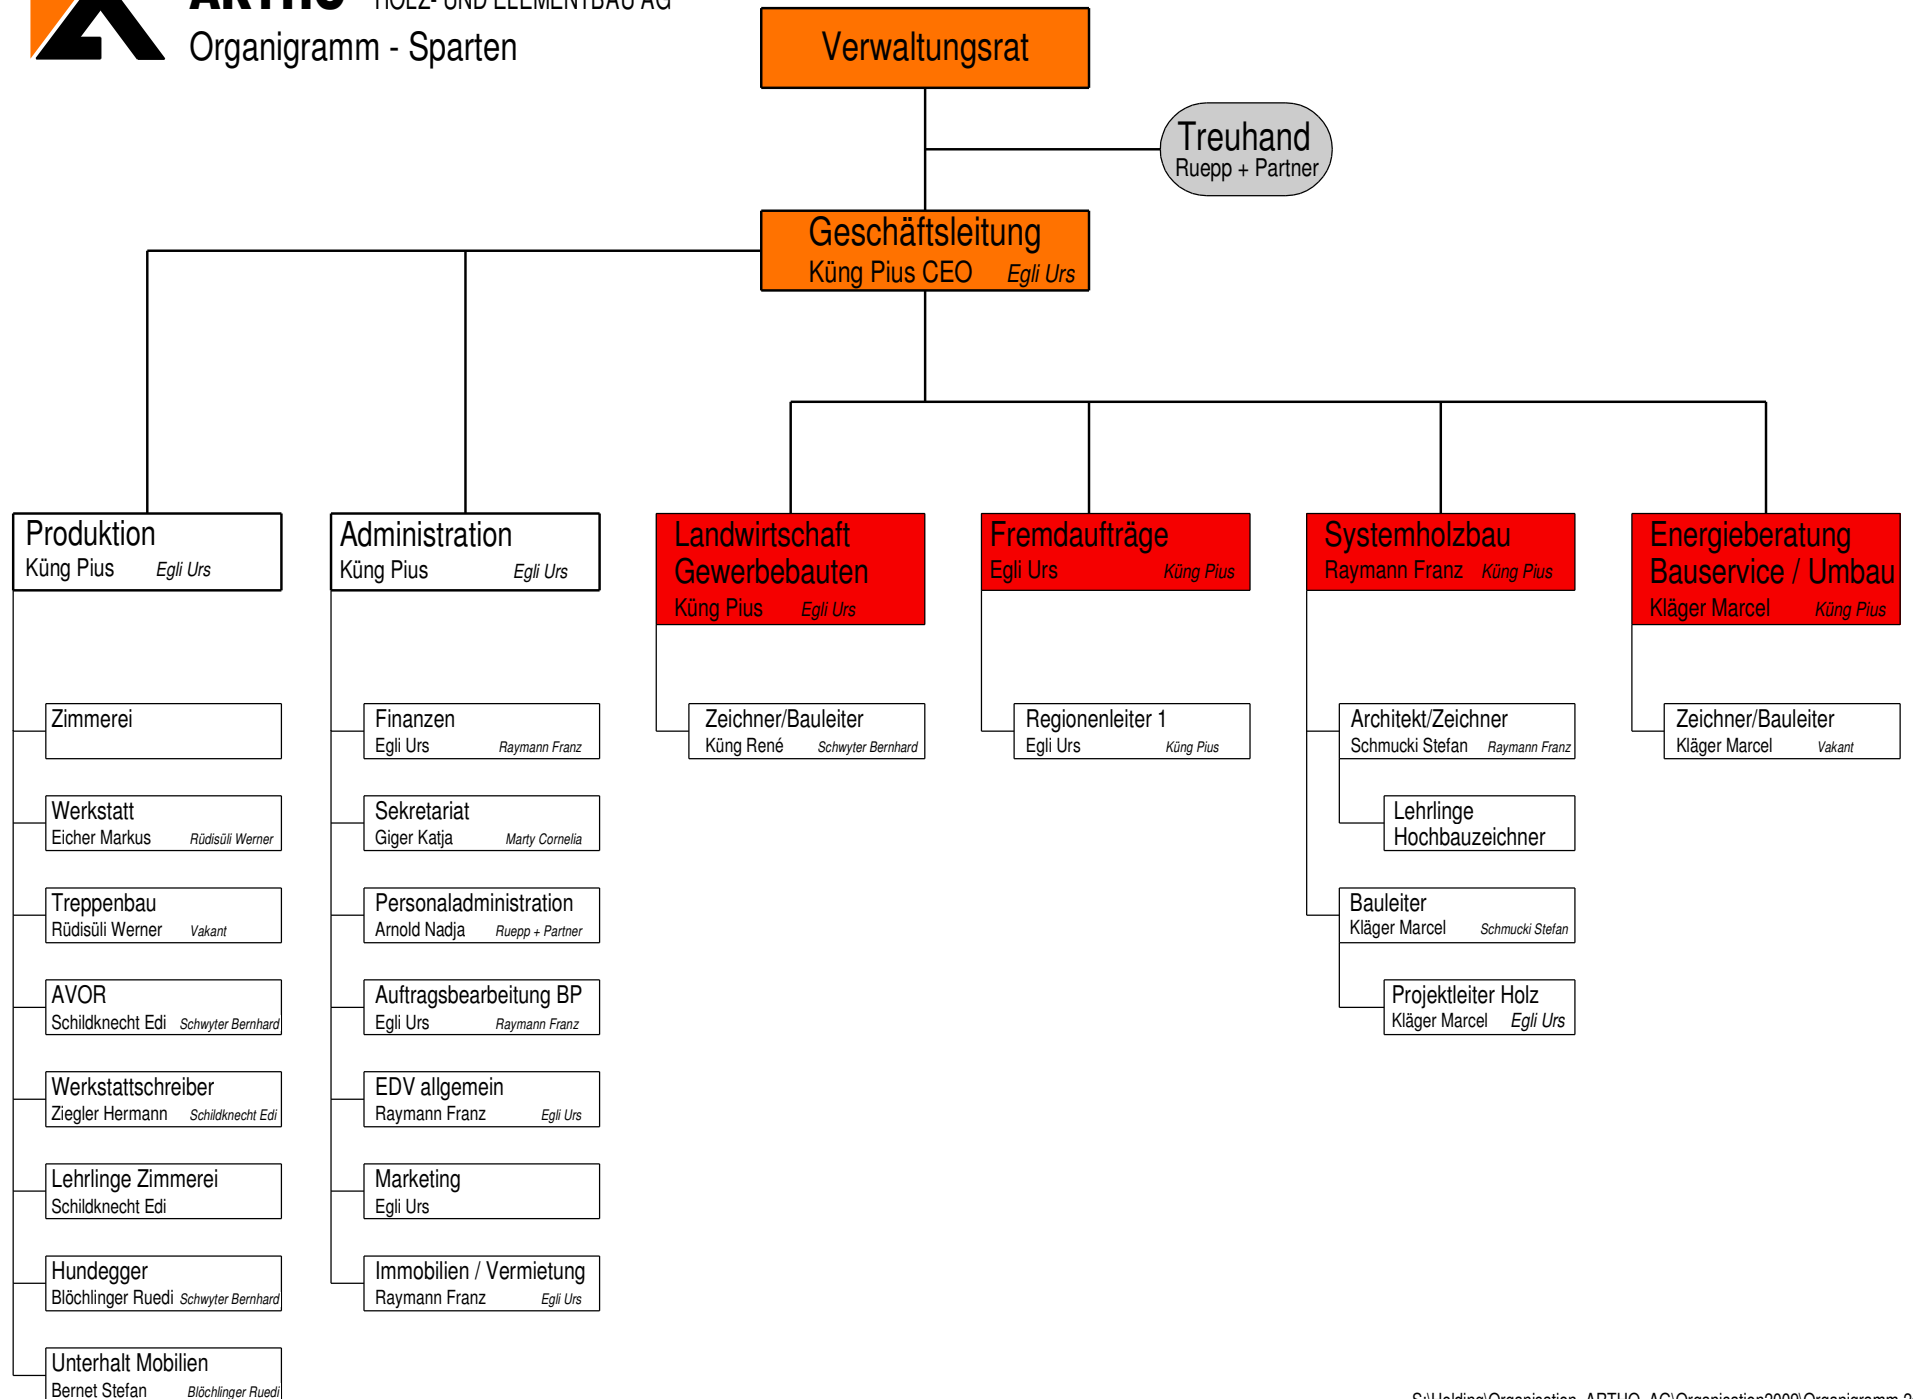 ARTHO HOLZ- UND ELEMENTBAU AG
Organigramm - Sparten
Verwaltungsrat
Treuhand
Ruepp + Partner
Geschäftsleitung
Küng Pius CEO Egli Urs
Produktion
Küng Pius Egli Urs
Zimmerei
Werkstatt
Eicher Markus Rüdisüli Werner
Treppenbau
Rüdisüli Werner Vakant
AVOR
Schildknecht Edi Schwyter Bernhard
Werkstattschreiber
Ziegler Hermann Schildknecht Edi
Lehrlinge Zimmerei
Schildknecht Edi
Hundegger
Blöchlinger Ruedi Schwyter Bernhard
Unterhalt Mobilien
Bernet Stefan Blöchlinger Ruedi
Administration
Küng Pius Egli Urs
Finanzen
Egli Urs Raymann Franz
Sekretariat
Giger Katja Marty Cornelia
Personaladministration
Arnold Nadja Ruepp + Partner
Auftragsbearbeitung BP
Egli Urs Raymann Franz
EDV allgemein
Raymann Franz Egli Urs
Marketing
Egli Urs
Immobilien / Vermietung
Raymann Franz Egli Urs
Landwirtschaft
Gewerbebauten
Küng Pius Egli Urs
Zeichner/Bauleiter
Küng René Schwyter Bernhard
Fremdaufträge
Egli Urs Küng Pius
Regionenleiter 1
Egli Urs Küng Pius
Systemholzbau
Raymann Franz Küng Pius
Architekt/Zeichner
Schmucki Stefan Raymann Franz
Lehrlinge
Hochbauzeichner
Bauleiter
Kläger Marcel Schmucki Stefan
Projektleiter Holz
Kläger Marcel Egli Urs
Energieberatung
Bauservice / Umbau
Kläger Marcel Küng Pius
Zeichner/Bauleiter
Kläger Marcel Vakant